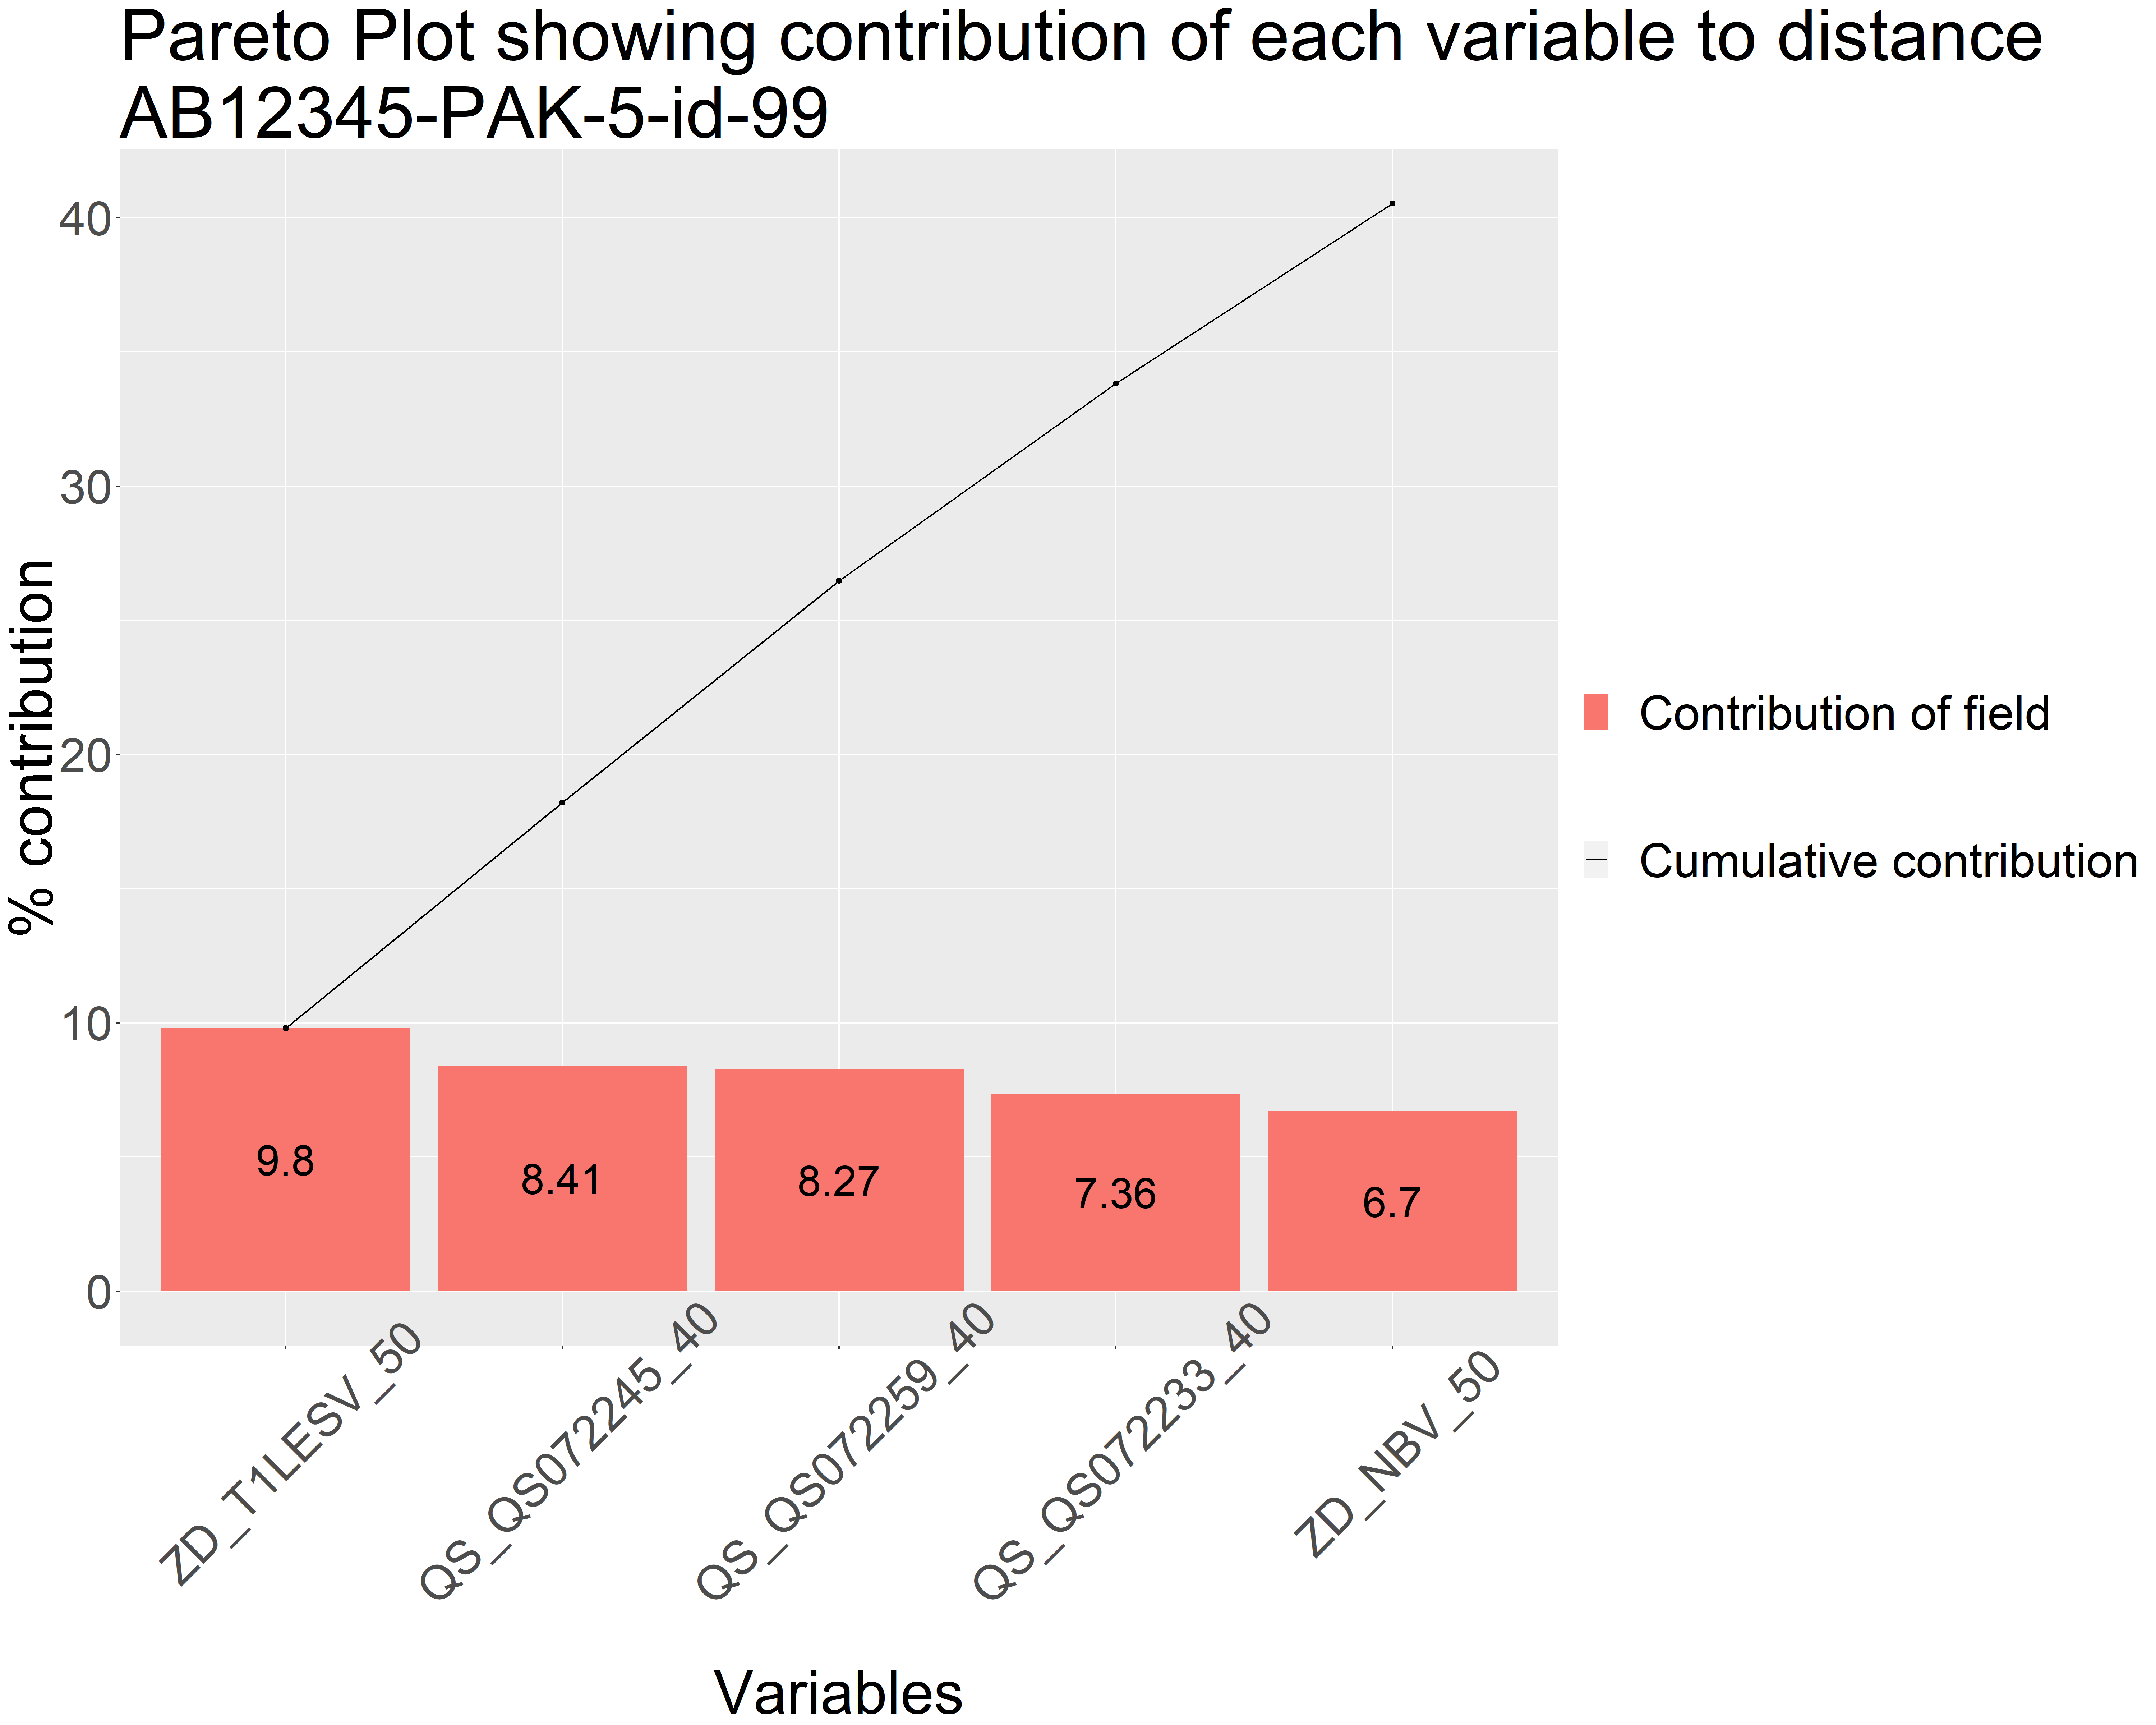 Pareto Plot showing contribution of each variable to distance
AB12345-PAK-5-id-99
% contribution
40
30
20
10
0
9.8
8.41
8.27
7.36
6.7
ZD_T1LESV_50
QS_QS072245_40
QS_QS072259_40
QS_QS072233_40
ZD_NBV_50
Variables
Contribution of field
Cumulative contribution